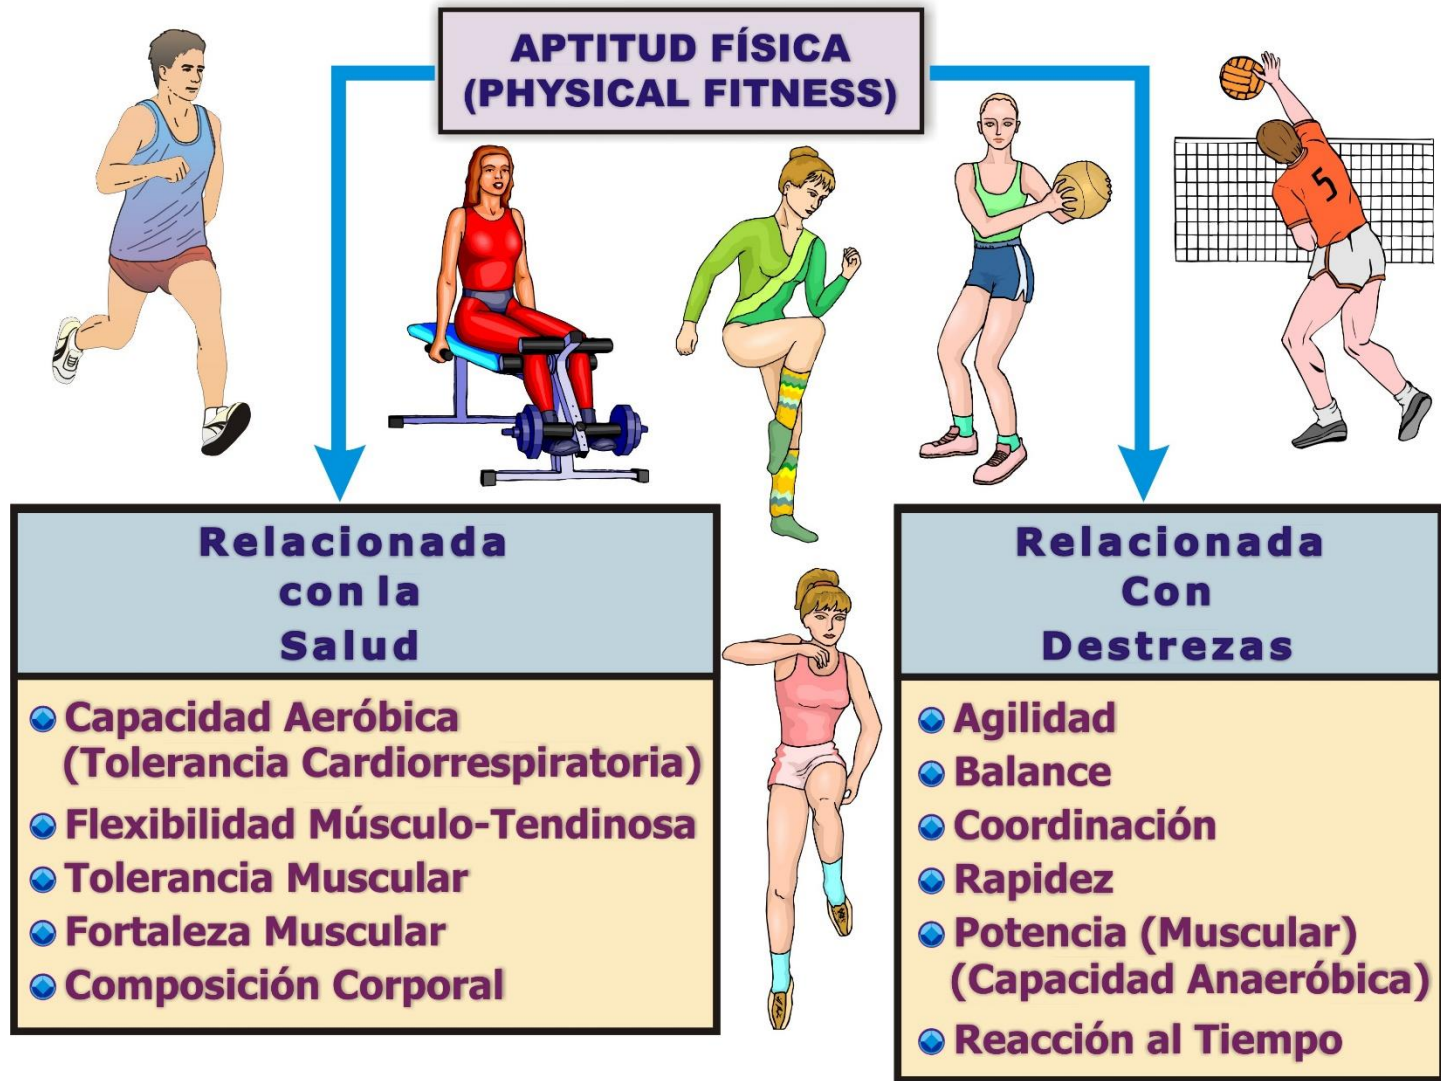 APTITUD FÍSICA
(PHYSICAL FITNESS)
5
Relacionada
con la
Salud
Capacidad Aeróbica
(Tolerancia Cardiorrespiratoria)
Flexibilidad Músculo-Tendinosa
Tolerancia Muscular
Fortaleza Muscular
Composición Corporal
Relacionada
Con
Destrezas
Agilidad
Balance
Coordinación
Rapidez
Potencia (Muscular)
(Capacidad Anaeróbica)
Reacción al Tiempo